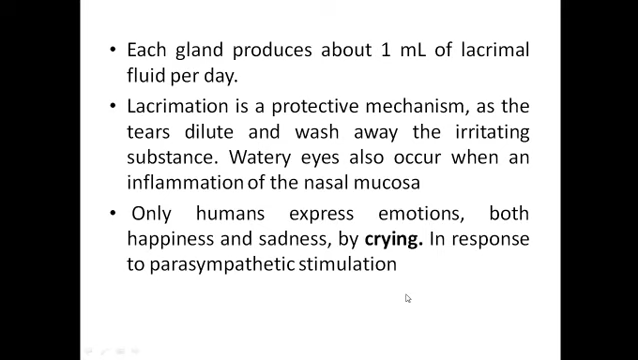 • Each gland produces about 1 mL of lacrimal
fluid per day.
• Lacrimation is a protective mechanism, as the
tears dilute and wash away the irritating
substance. Watery eyes also occur when an
inflammation of the nasal mucosa
• Only humans express emotions, both
happiness and sadness, by crying. In response
to parasympathetic stimulation